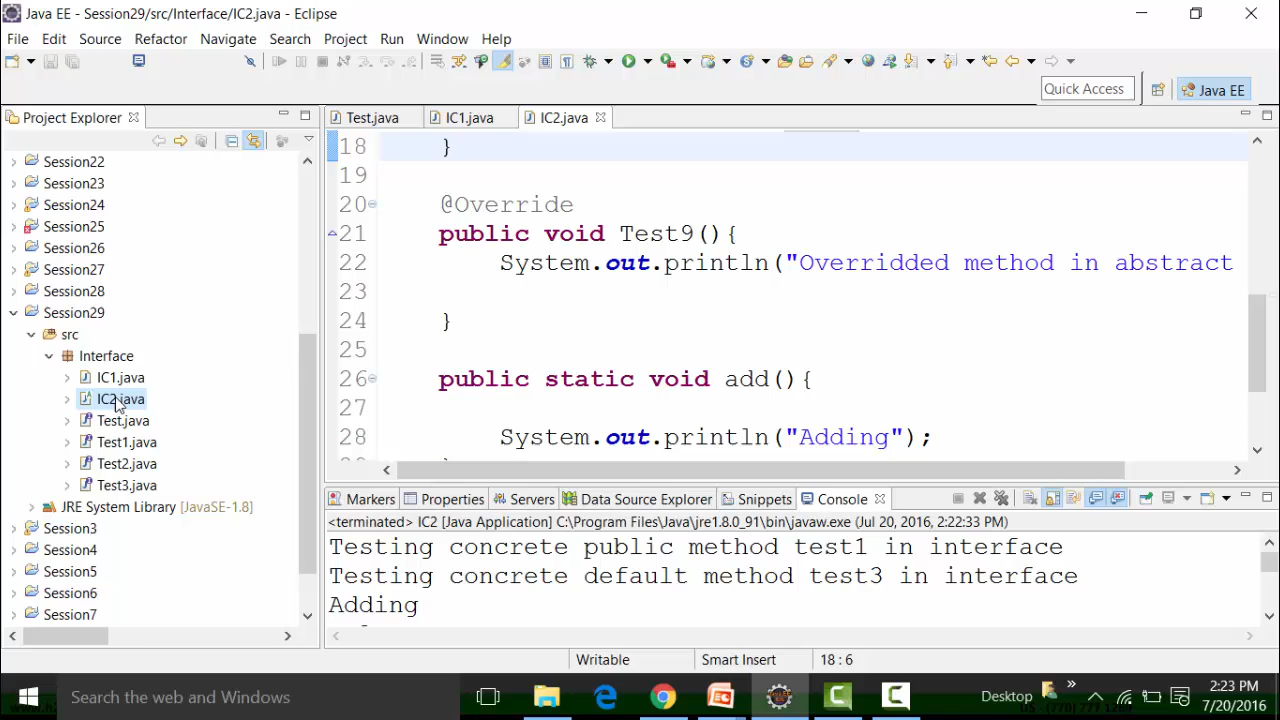 Java EE - Session29/src/Interface/IC2.java - Eclipse
File Edit Source Refactor Navigate Search Project Run Window Help
Quick Access
Java EE
Project Explorer
Test.java IC1.java IC2.java
Session22
Session23
Session24
Session25
Session26
Session27
Session28
Session29
src
Interface
IC1.java
IC2.java
Test.java
Test1.java
Test2.java
Test3.java
JRE System Library [JavaSE-1.8]
Session3
Session4
Session5
Session6
Session7
18 }
19
20 @Override
21 public void Test9(){
22 System.out.println("Overridded method in abstract
23
24 }
25
26 public static void add(){
27
28 System.out.println("Adding");
Markers Properties Servers Data Source Explorer Snippets Console
<terminated> IC2 [Java Application] C:\Program Files\Java\jre1.8.0_91\bin\javaw.exe (Jul 20, 2016, 2:22:33 PM)
Testing concrete public method test1 in interface
Testing concrete default method test3 in interface
Adding
Writable Smart Insert 18 : 6
Search the web and Windows
Desktop
2:23 PM
7/20/2016